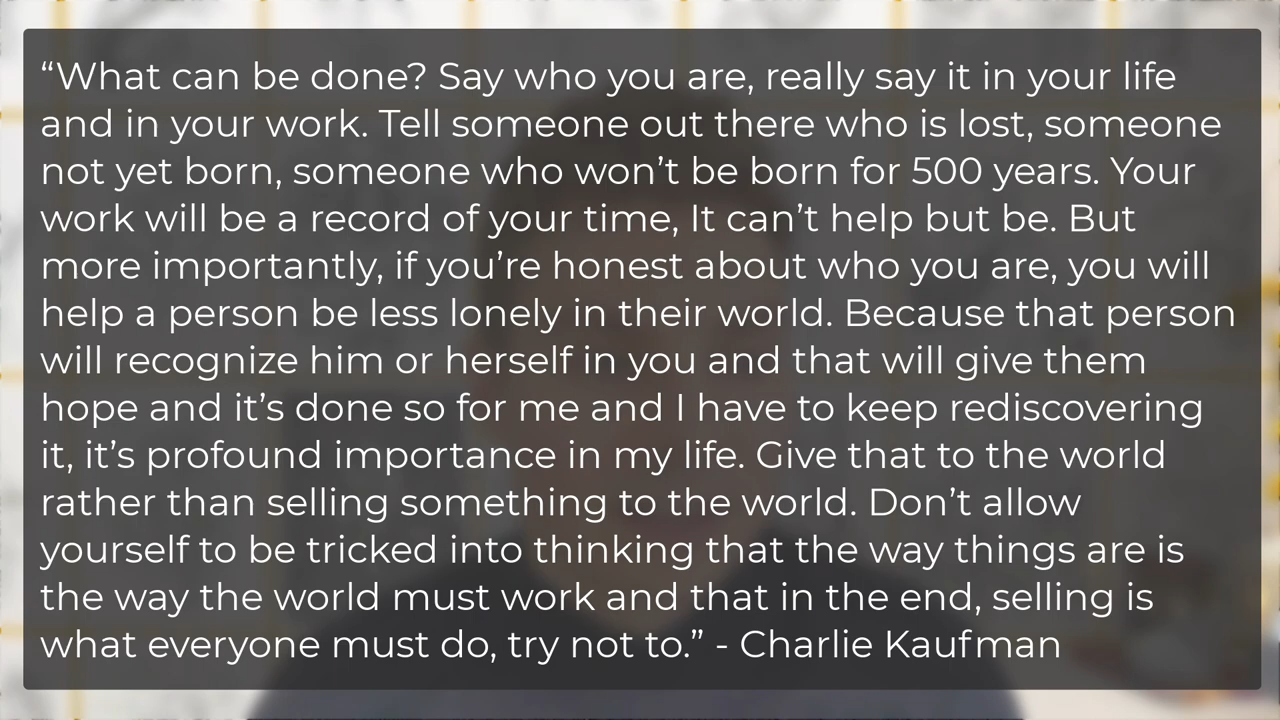 “What can be done? Say who you are, really say it in your life
and in your work. Tell someone out there who is lost, someone
not yet born, someone who won’t be born for 500 years. Your
work will be a record of your time, It can’t help but be. But
more importantly, if you’re honest about who you are, you will
help a person be less lonely in their world. Because that person
will recognize him or herself in you and that will give them
hope and it’s done so for me and I have to keep rediscovering
it, it’s profound importance in my life. Give that to the world
rather than selling something to the world. Don’t allow
yourself to be tricked into thinking that the way things are is
the way the world must work and that in the end, selling is
what everyone must do, try not to.” - Charlie Kaufman